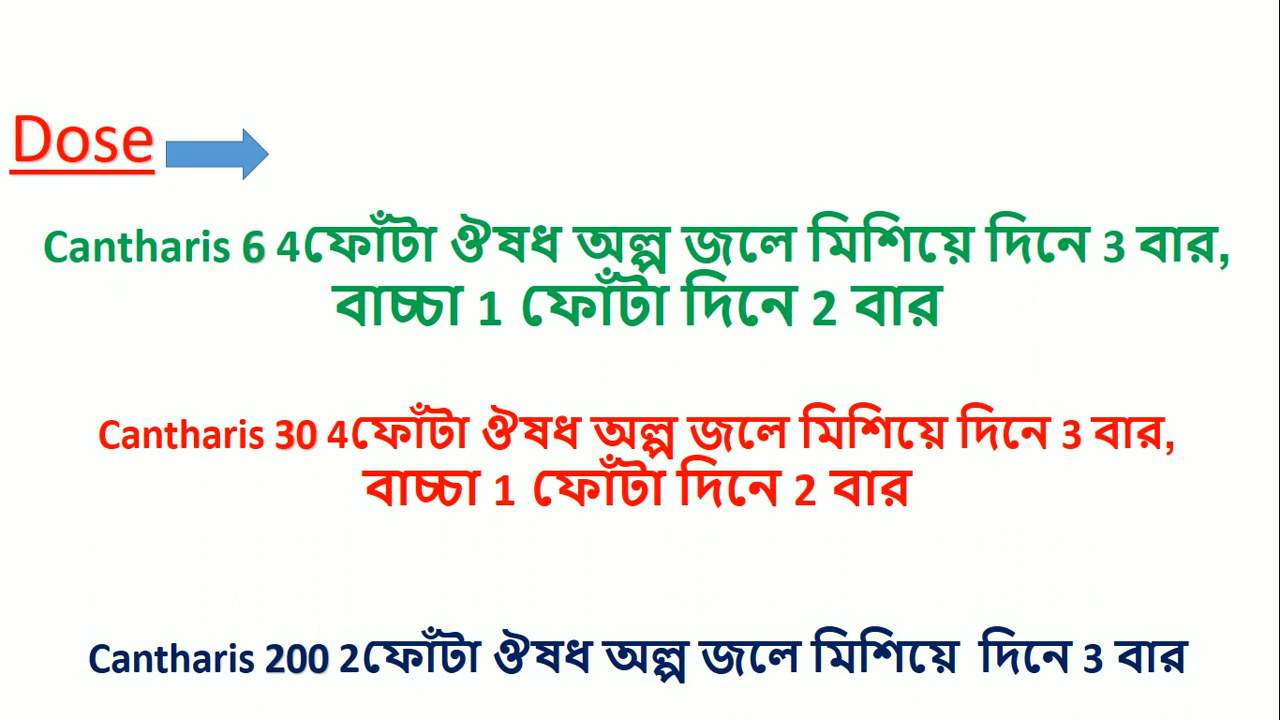 Dose
Cantharis 6 4ফোঁটা ঔষধ অল্প জলে মিশিয়ে দিনে 3 বার,
বাচ্চা 1 ফোঁটা দিনে 2 বার
Cantharis 30 4ফোঁটা ঔষধ অল্প জলে মিশিয়ে দিনে 3 বার,
বাচ্চা 1 ফোঁটা দিনে 2 বার
Cantharis 200 2ফোঁটা ঔষধ অল্প জলে মিশিয়ে দিনে 3 বার